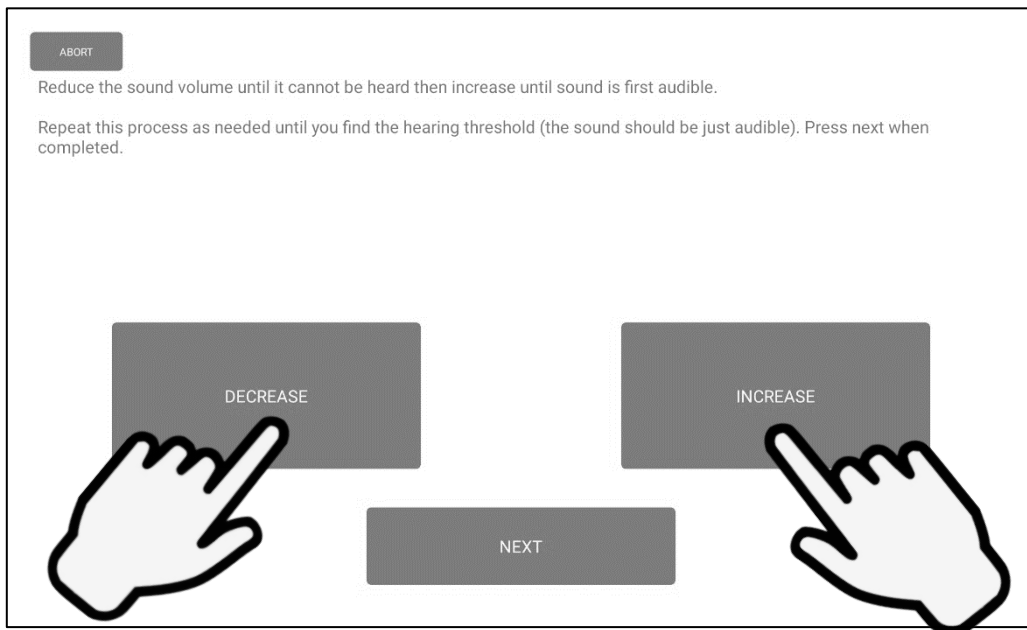 ABORT
Reduce the sound volume until it cannot be heard then increase until sound is first audible.
Repeat this process as needed until you find the hearing threshold (the sound should be just audible). Press next when
completed.
DECREASE
INCREASE
NEXT